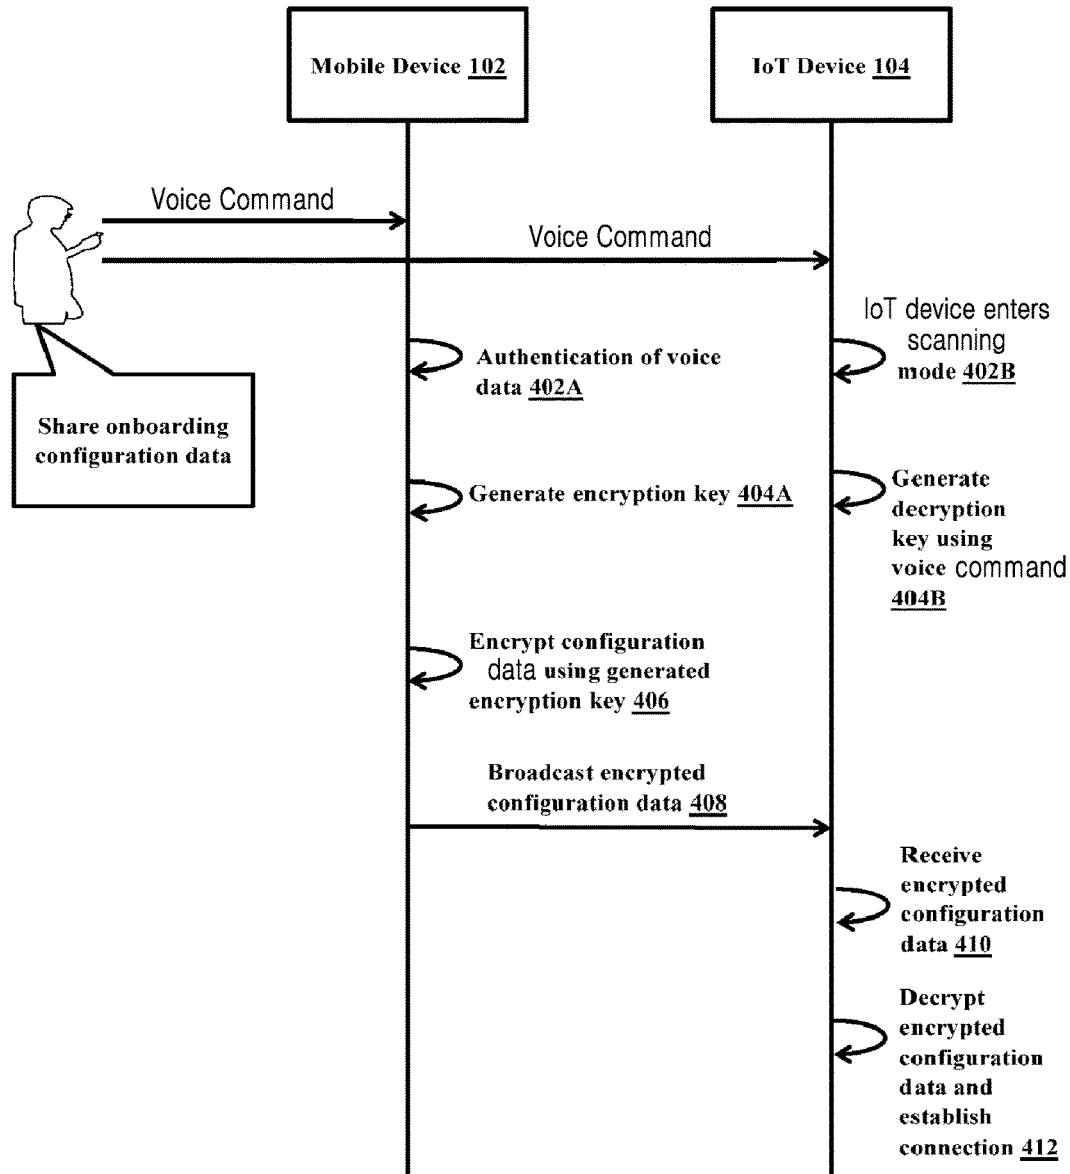 Mobile Device 102
IoT Device 104
Voice Command
Voice Command
IoT device enters
scanning
mode 402B
Authentication of voice
data 402A
Share onboarding
configuration data
Generate encryption key 404A
Generate
decryption
key using
voice command
404B
Encrypt configuration
data using generated
encryption key 406
Broadcast encrypted
configuration data 408
Receive
encrypted
configuration
data 410
Decrypt
encrypted
configuration
data and
establish
connection 412